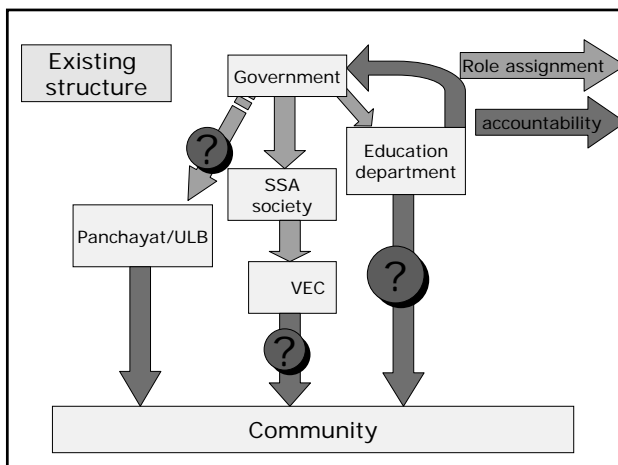 Existing
structure
Government
Role assignment
accountability
?
Education
department
SSA
society
Panchayat/ULB
?
VEC
?
Community